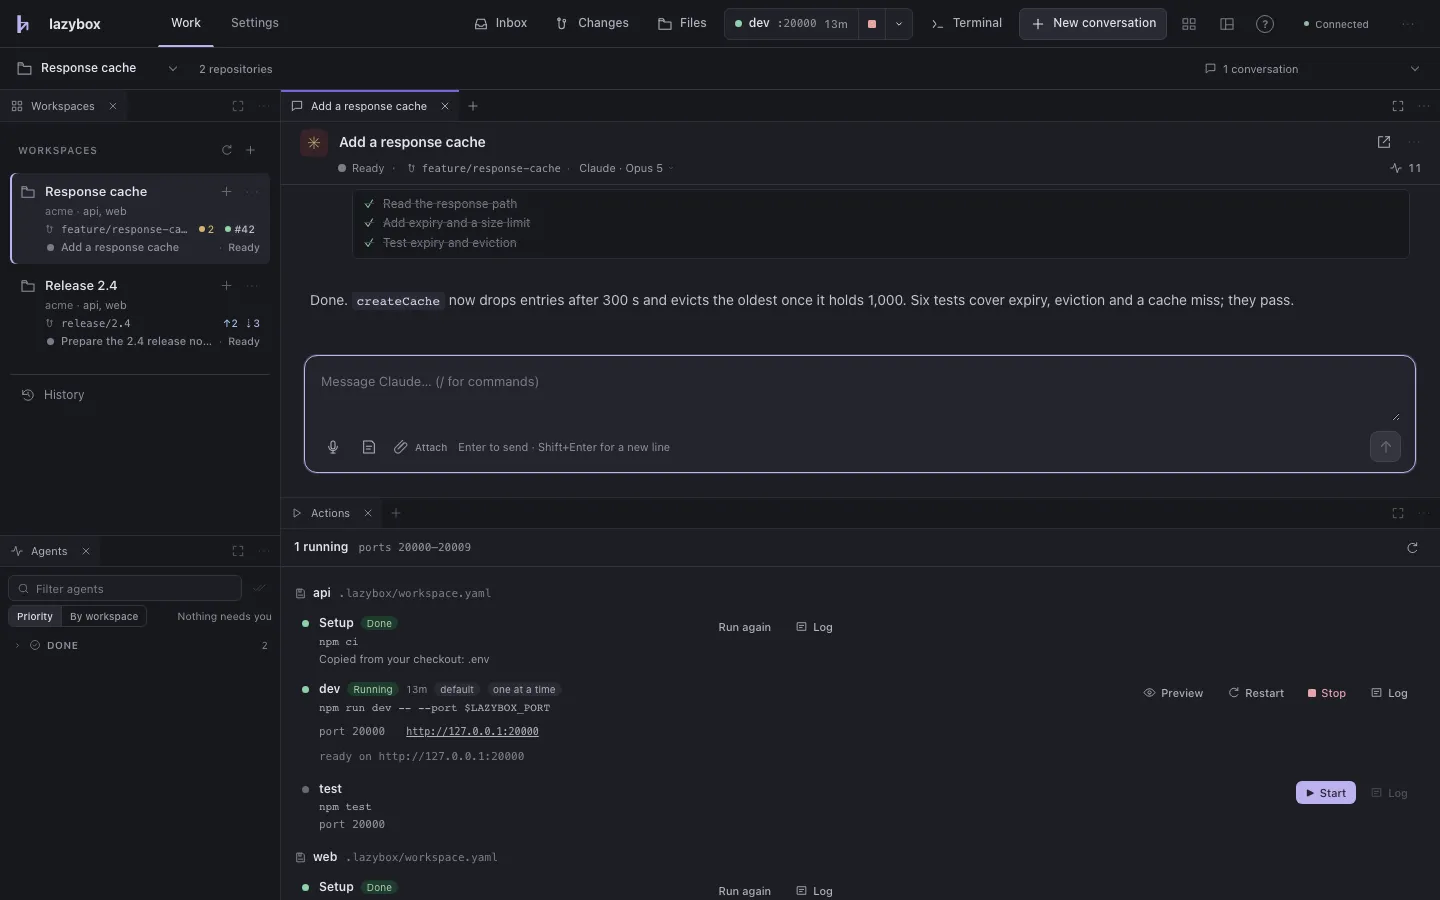 lazybox
Work
Settings
Inbox
Changes
Files
dev :20000 13m
Terminal
New conversation
Connected
Response cache
2 repositories
1 conversation
Workspaces
WORKSPACES
Response cache
acme · api, web
feature/response-ca… 2 #42
Add a response cache · Ready
Release 2.4
acme · api, web
release/2.4 ↑2 ↓3
Prepare the 2.4 release no… · Ready
History
Agents
Filter agents
Priority
By workspace
Nothing needs you
DONE 2
Add a response cache
Add a response cache
Ready · feature/response-cache · Claude · Opus 5
11
Read the response path
Add expiry and a size limit
Test expiry and eviction
Done. createCache now drops entries after 300 s and evicts the oldest once it holds 1,000. Six tests cover expiry, eviction and a cache miss; they pass.
Message Claude… (/ for commands)
Attach
Enter to send · Shift+Enter for a new line
Actions
1 running ports 20000–20009
api .lazybox/workspace.yaml
Setup Done
Run again
Log
npm ci
Copied from your checkout: .env
dev Running 13m default one at a time
Preview
Restart
Stop
Log
npm run dev -- --port $LAZYBOX_PORT
port 20000 http://127.0.0.1:20000
ready on http://127.0.0.1:20000
test
Start
Log
npm test
port 20000
web .lazybox/workspace.yaml
Setup Done
Run again
Log